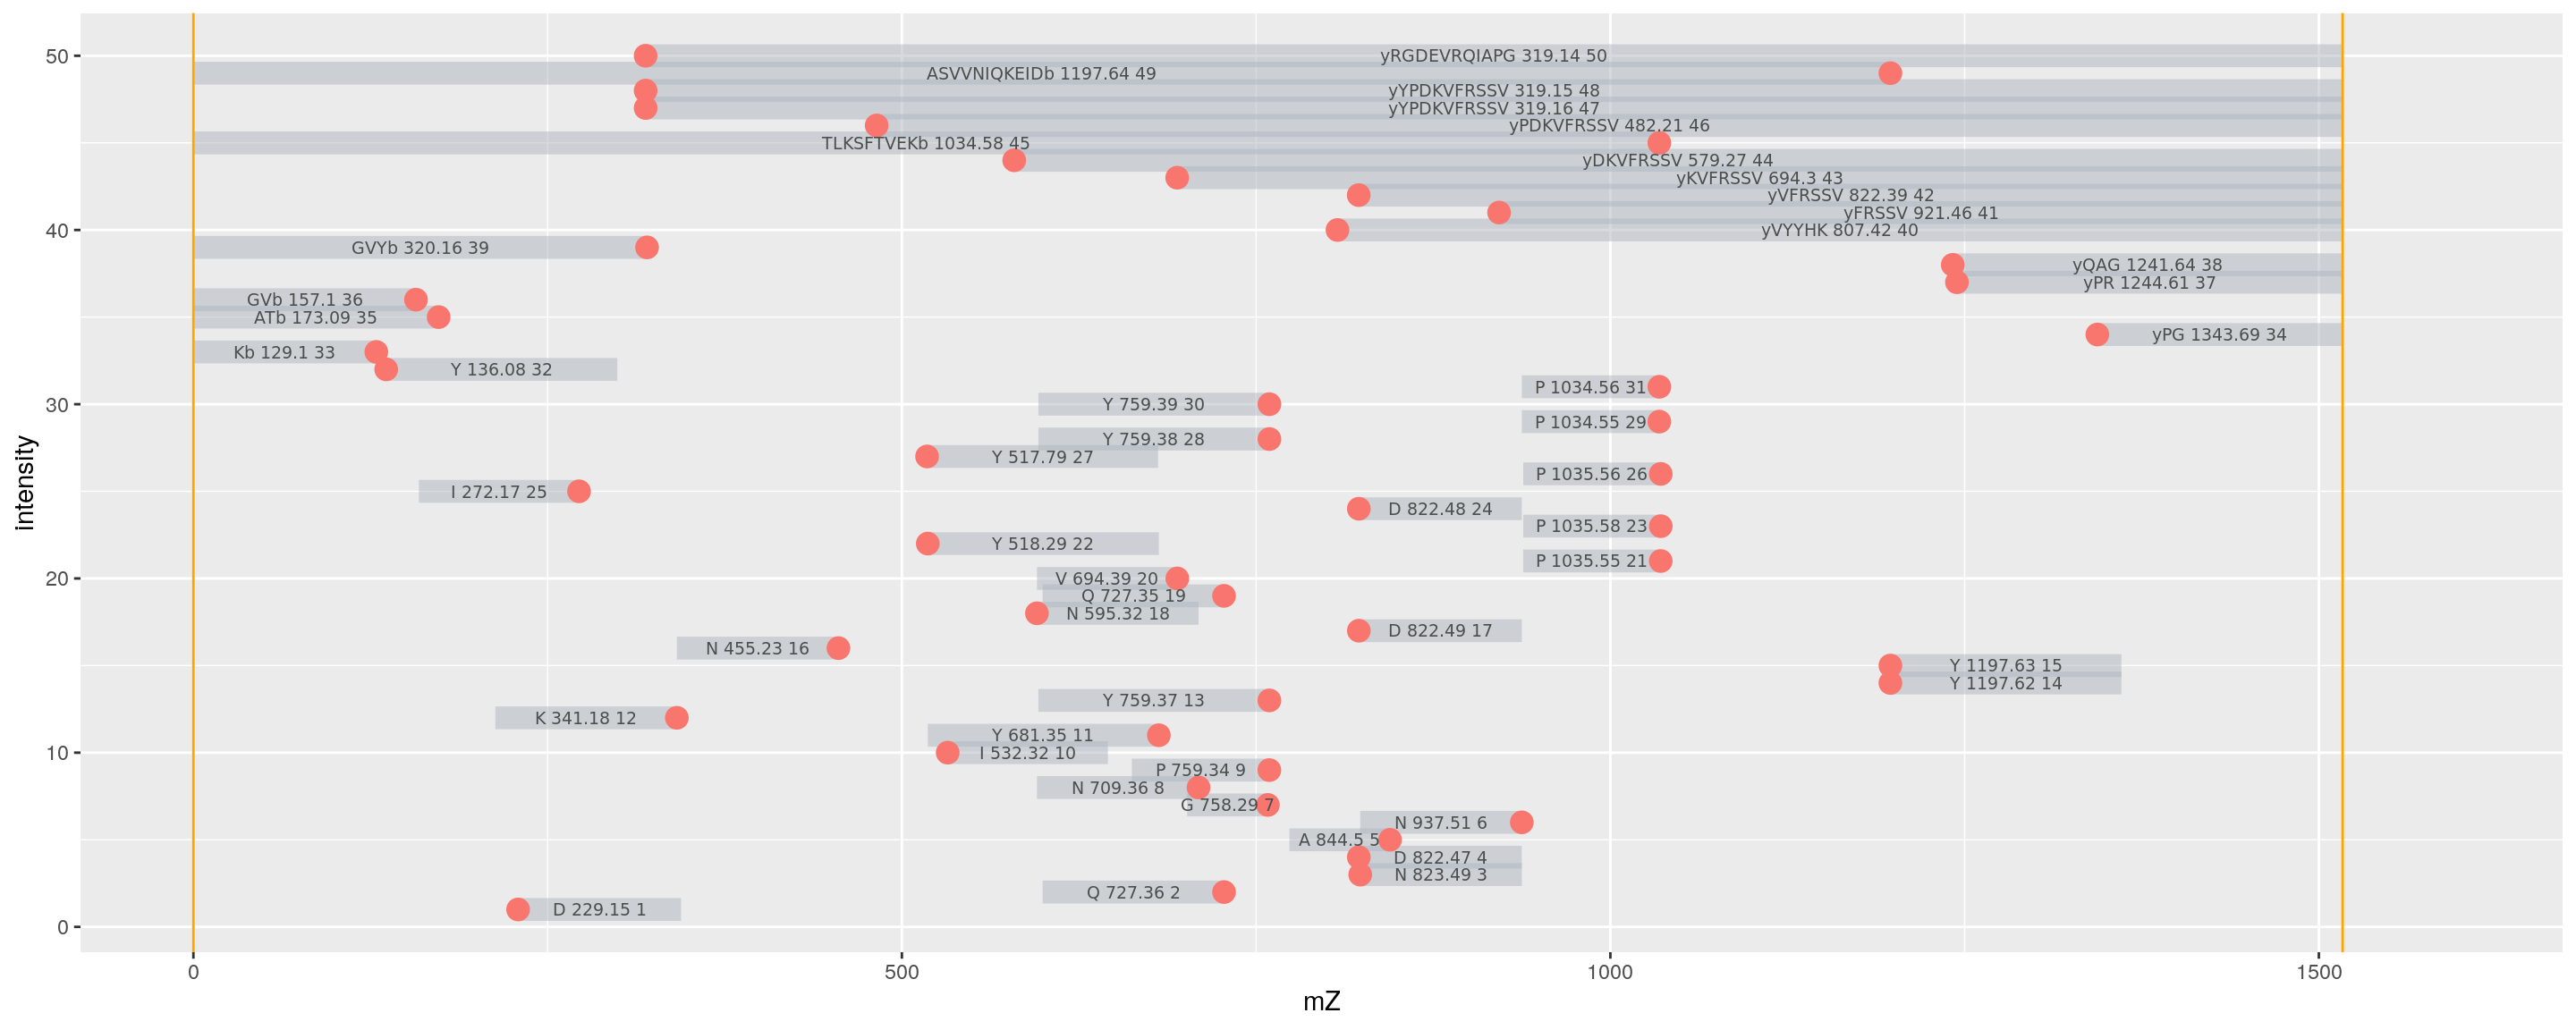 50
yRGDEVRQIAPG 319.14 50
ASVVNIQKEIDb 1197.64 49
yYPDKVFRSSV 319.15 48
yYPDKVFRSSV 319.16 47
yPDKVFRSSV 482.21 46
TLKSFTVEKb 1034.58 45
yDKVFRSSV 579.27 44
yKVFRSSV 694.3 43
yVFRSSV 822.39 42
yFRSSV 921.46 41
40
yVYYHK 807.42 40
GVYb 320.16 39
yQAG 1241.64 38
yPR 1244.61 37
GVb 157.1 36
ATb 173.09 35
yPG 1343.69 34
Kb 129.1 33
Y 136.08 32
P 1034.56 31
30
Y 759.39 30
P 1034.55 29
Y 759.38 28
Y 517.79 27
P 1035.56 26
I 272.17 25
D 822.48 24
P 1035.58 23
Y 518.29 22
P 1035.55 21
20
V 694.39 20
Q 727.35 19
N 595.32 18
D 822.49 17
N 455.23 16
Y 1197.63 15
Y 1197.62 14
Y 759.37 13
K 341.18 12
Y 681.35 11
10
I 532.32 10
P 759.34 9
N 709.36 8
G 758.29 7
N 937.51 6
A 844.5 5
D 822.47 4
N 823.49 3
Q 727.36 2
D 229.15 1
0
intensity
0
500
1000
1500
mZ